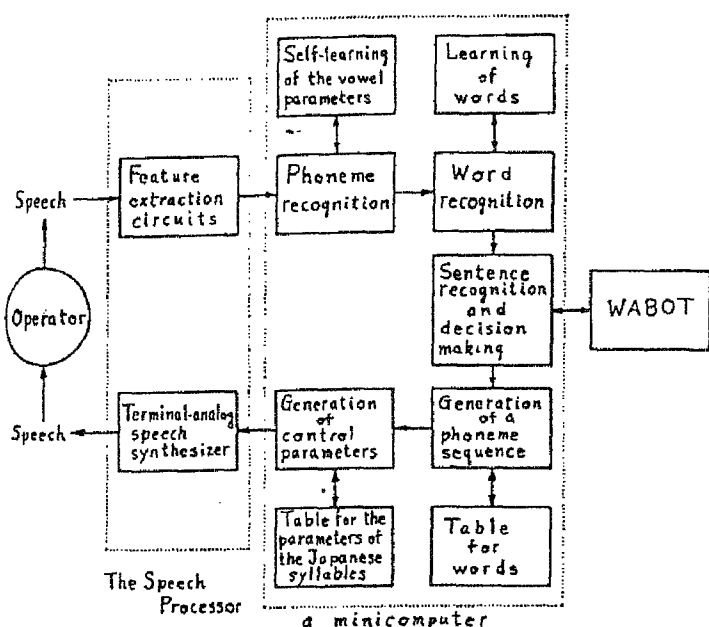 Self-learning
of the vowel
parameters
Learning
of
words
Feature
extraction
circuits
Phoneme
recognition
Word
recognition
Speech
Operator
Sentence
recognition
and
decision
making
WABOT
Speech
Terminal-analog
speech
synthesizer
Generation
of
control
parameters
Generation
of a
phoneme
sequence
Table for the
parameters of
the Japanese
syllables
Table
for
words
The Speech
Processor
a minicomputer